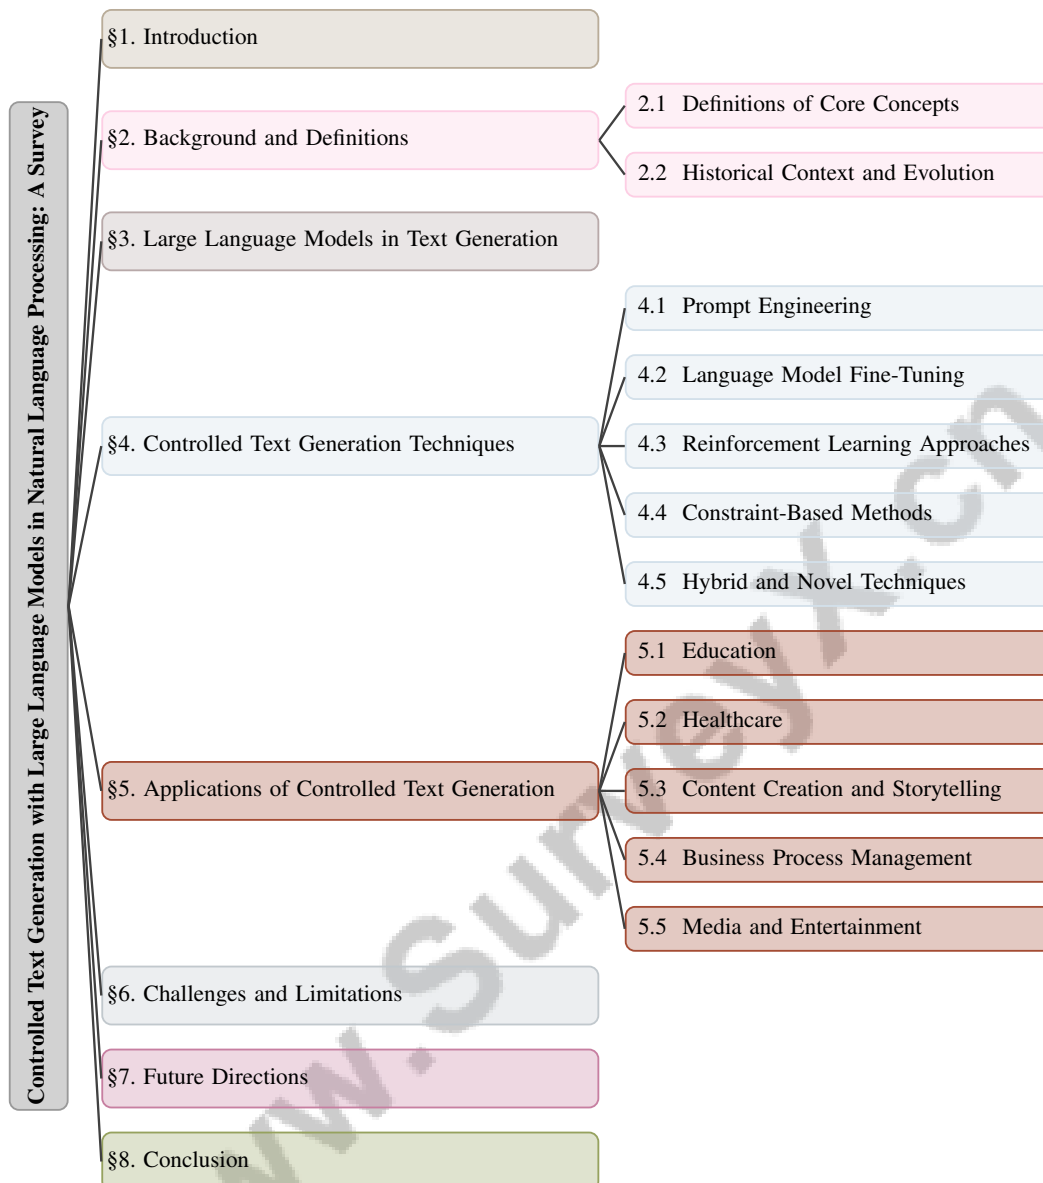 Controlled Text Generation with Large Language Models in Natural Language Processing: A Survey
§1. Introduction
§2. Background and Definitions
2.1 Definitions of Core Concepts
2.2 Historical Context and Evolution
§3. Large Language Models in Text Generation
§4. Controlled Text Generation Techniques
4.1 Prompt Engineering
4.2 Language Model Fine-Tuning
4.3 Reinforcement Learning Approaches
4.4 Constraint-Based Methods
4.5 Hybrid and Novel Techniques
§5. Applications of Controlled Text Generation
5.1 Education
5.2 Healthcare
5.3 Content Creation and Storytelling
5.4 Business Process Management
5.5 Media and Entertainment
§6. Challenges and Limitations
§7. Future Directions
§8. Conclusion
ww.SurveyX.cn